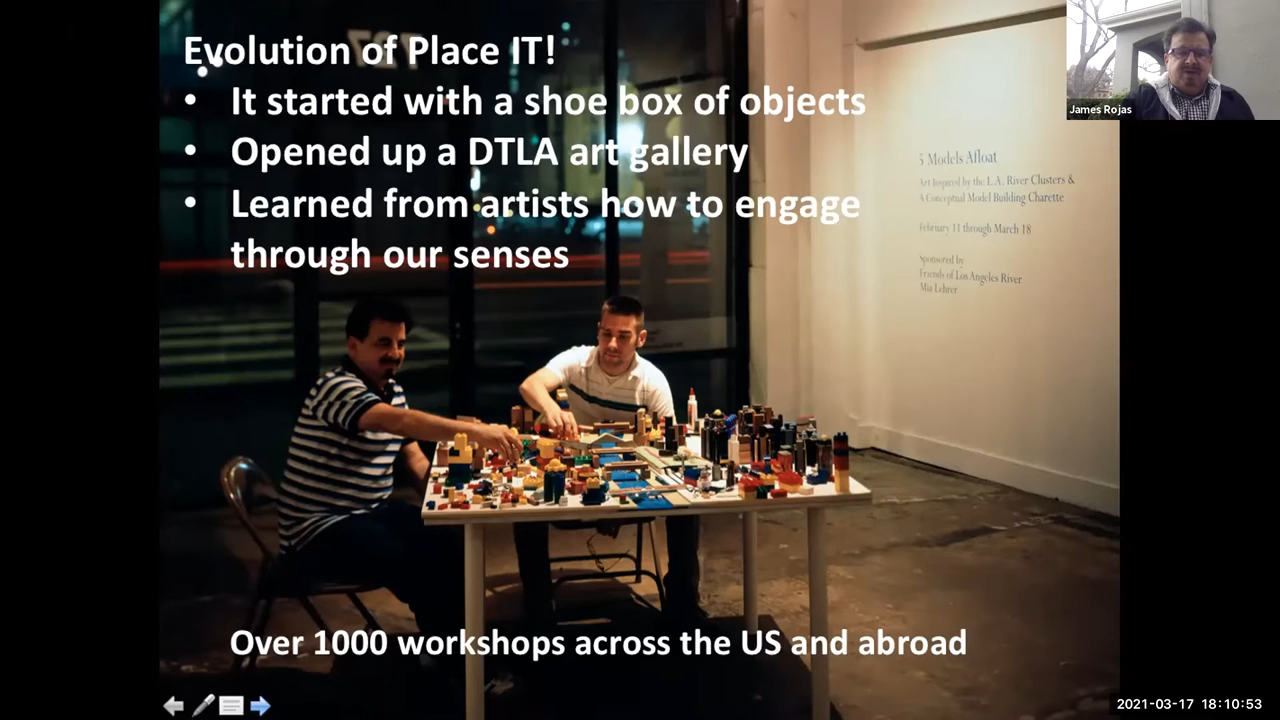 Evolution of Place IT!
• It started with a shoe box of objects
• Opened up a DTLA art gallery
• Learned from artists how to engage
through our senses
James Rojas
5 Models Afloat
Art Inspired by the L.A. River Clusters &
A Conceptual Model Building Charette
February 11 through March 18
Sponsored by
Friends of Los Angeles River
Mia Lehrer
Over 1000 workshops across the US and abroad
2021-03-17 18:10:53